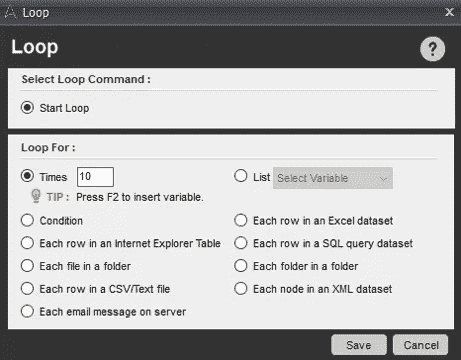 Loop
x
Loop
?
Select Loop Command :
Start Loop
Loop For :
Times 10
List Select Variable
TIP : Press F2 to insert variable.
Condition
Each row in an Excel dataset
Each row in an Internet Explorer Table
Each row in a SQL query dataset
Each file in a folder
Each folder in a folder
Each row in a CSV/Text file
Each node in an XML dataset
Each email message on server
Save
Cancel